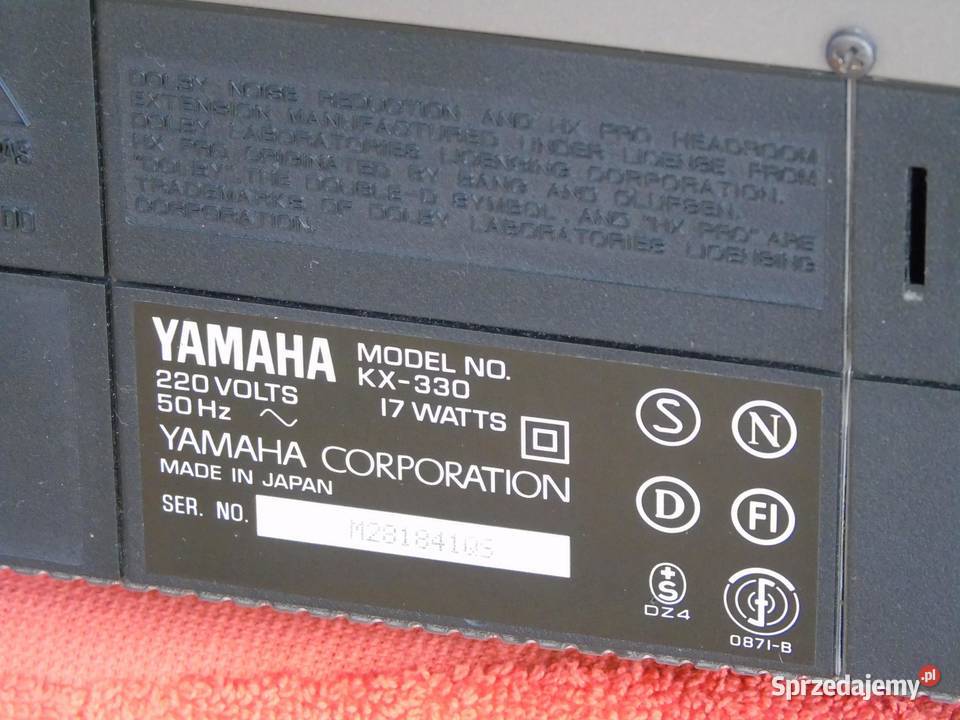 DOLBY NOISE REDUCTION AND HX PRO HEADROOM
EXTENSION MANUFACTURED UNDER LICENSE FROM
DOLBY LABORATORIES LICENSING CORPORATION.
HX PRO ORIGINATED BY BANG AND OLUFSEN.
"DOLBY", THE DOUBLE-D SYMBOL, AND "HX PRO" ARE
TRADEMARKS OF DOLBY LABORATORIES LICENSING
CORPORATION.
YAMAHA
MODEL NO.
KX-330
220 VOLTS
50 Hz
17 WATTS
YAMAHA CORPORATION
MADE IN JAPAN
SER. NO.
M281841QS
S
N
D
FI
+S
DZ4
0871-B
Sprzedajemy.pl